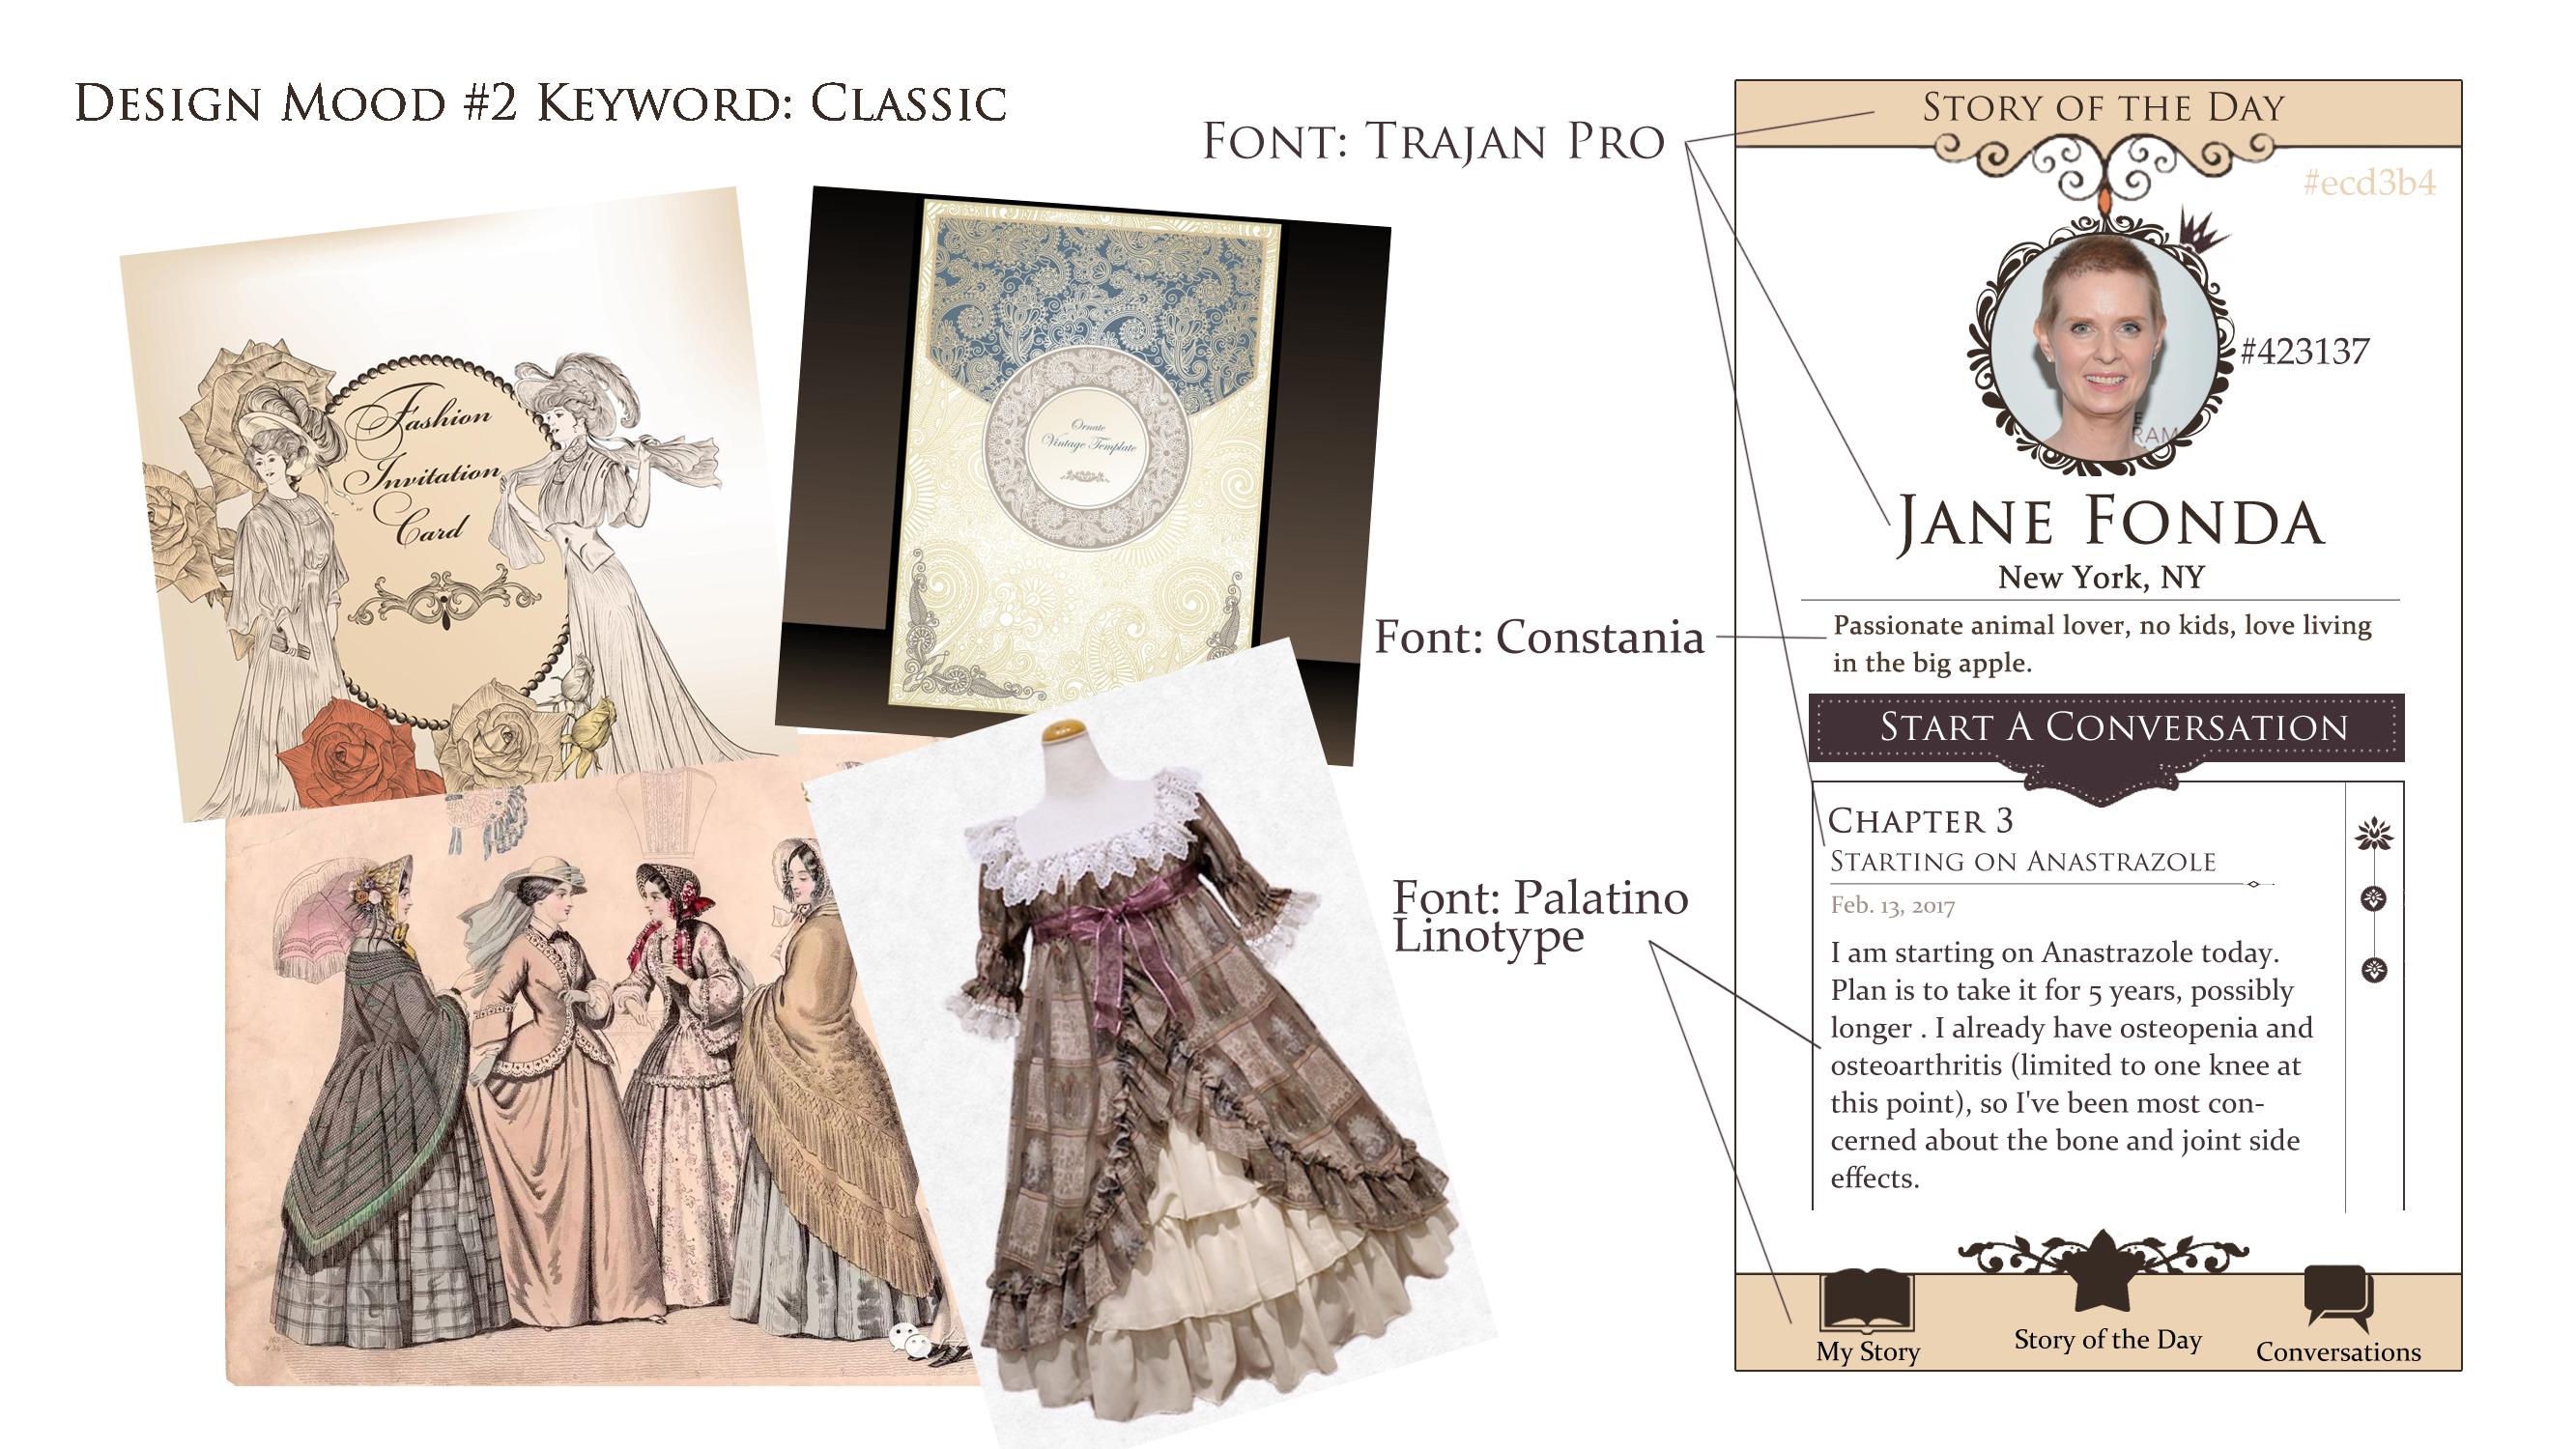 Design Mood #2 Keyword: Classic
Fashion
Invitation
Card
Ornate
Vintage Template
Font: Trajan Pro
Font: Constania
Font: Palatino
Linotype
Story of the Day
#ecd3b4
E
RAM
#423137
Jane Fonda
New York, NY
Passionate animal lover, no kids, love living
in the big apple.
Start A Conversation
Chapter 3
Starting on Anastrazole
Feb. 13, 2017
I am starting on Anastrazole today.
Plan is to take it for 5 years, possibly
longer . I already have osteopenia and
osteoarthritis (limited to one knee at
this point), so I've been most con-
cerned about the bone and joint side
effects.
My Story
Story of the Day
Conversations